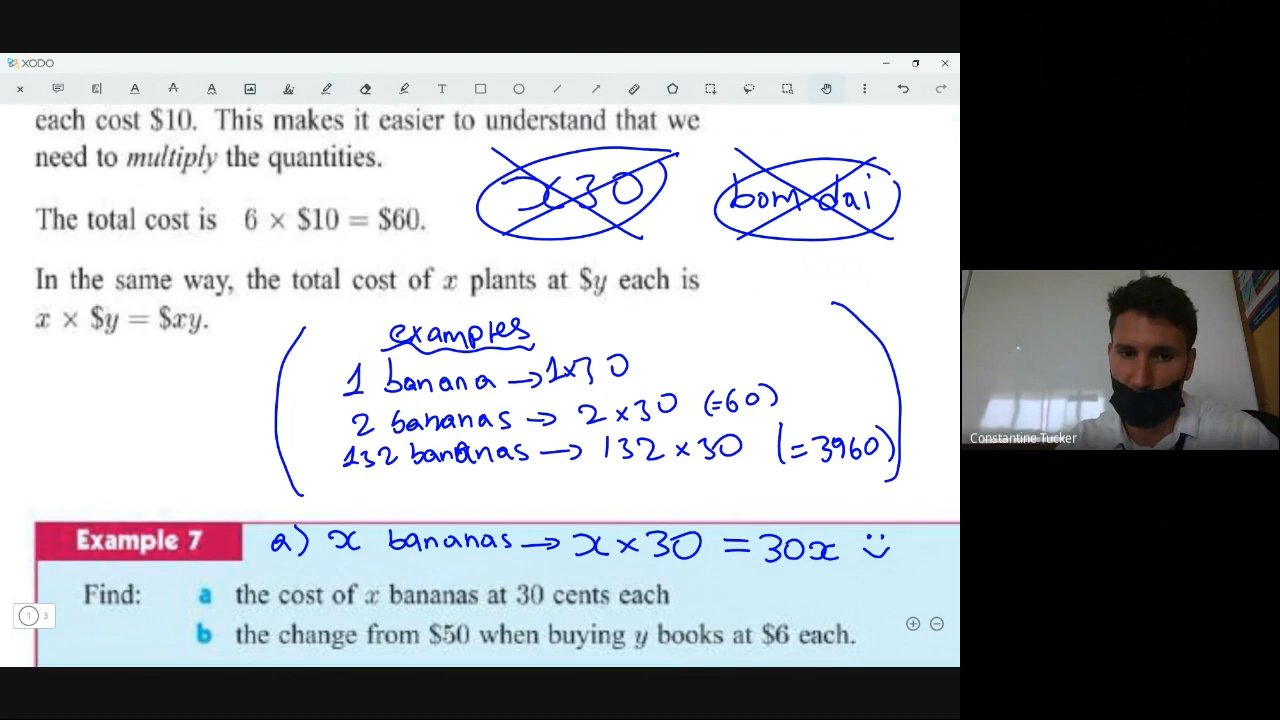 XODO
each cost $10. This makes it easier to understand that we
need to multiply the quantities.
x30
bom dai
The total cost is 6 × $10 = $60.
In the same way, the total cost of x plants at $y each is
x × $y = $xy.
examples
1 banana → 1×30
2 bananas → 2 × 30 (=60)
132 bananas → 132 × 30 (= 3960)
Example 7
a) x bananas → x × 30 = 30x
Find: a the cost of x bananas at 30 cents each
b the change from $50 when buying y books at $6 each.
1 3
Constantine Tucker